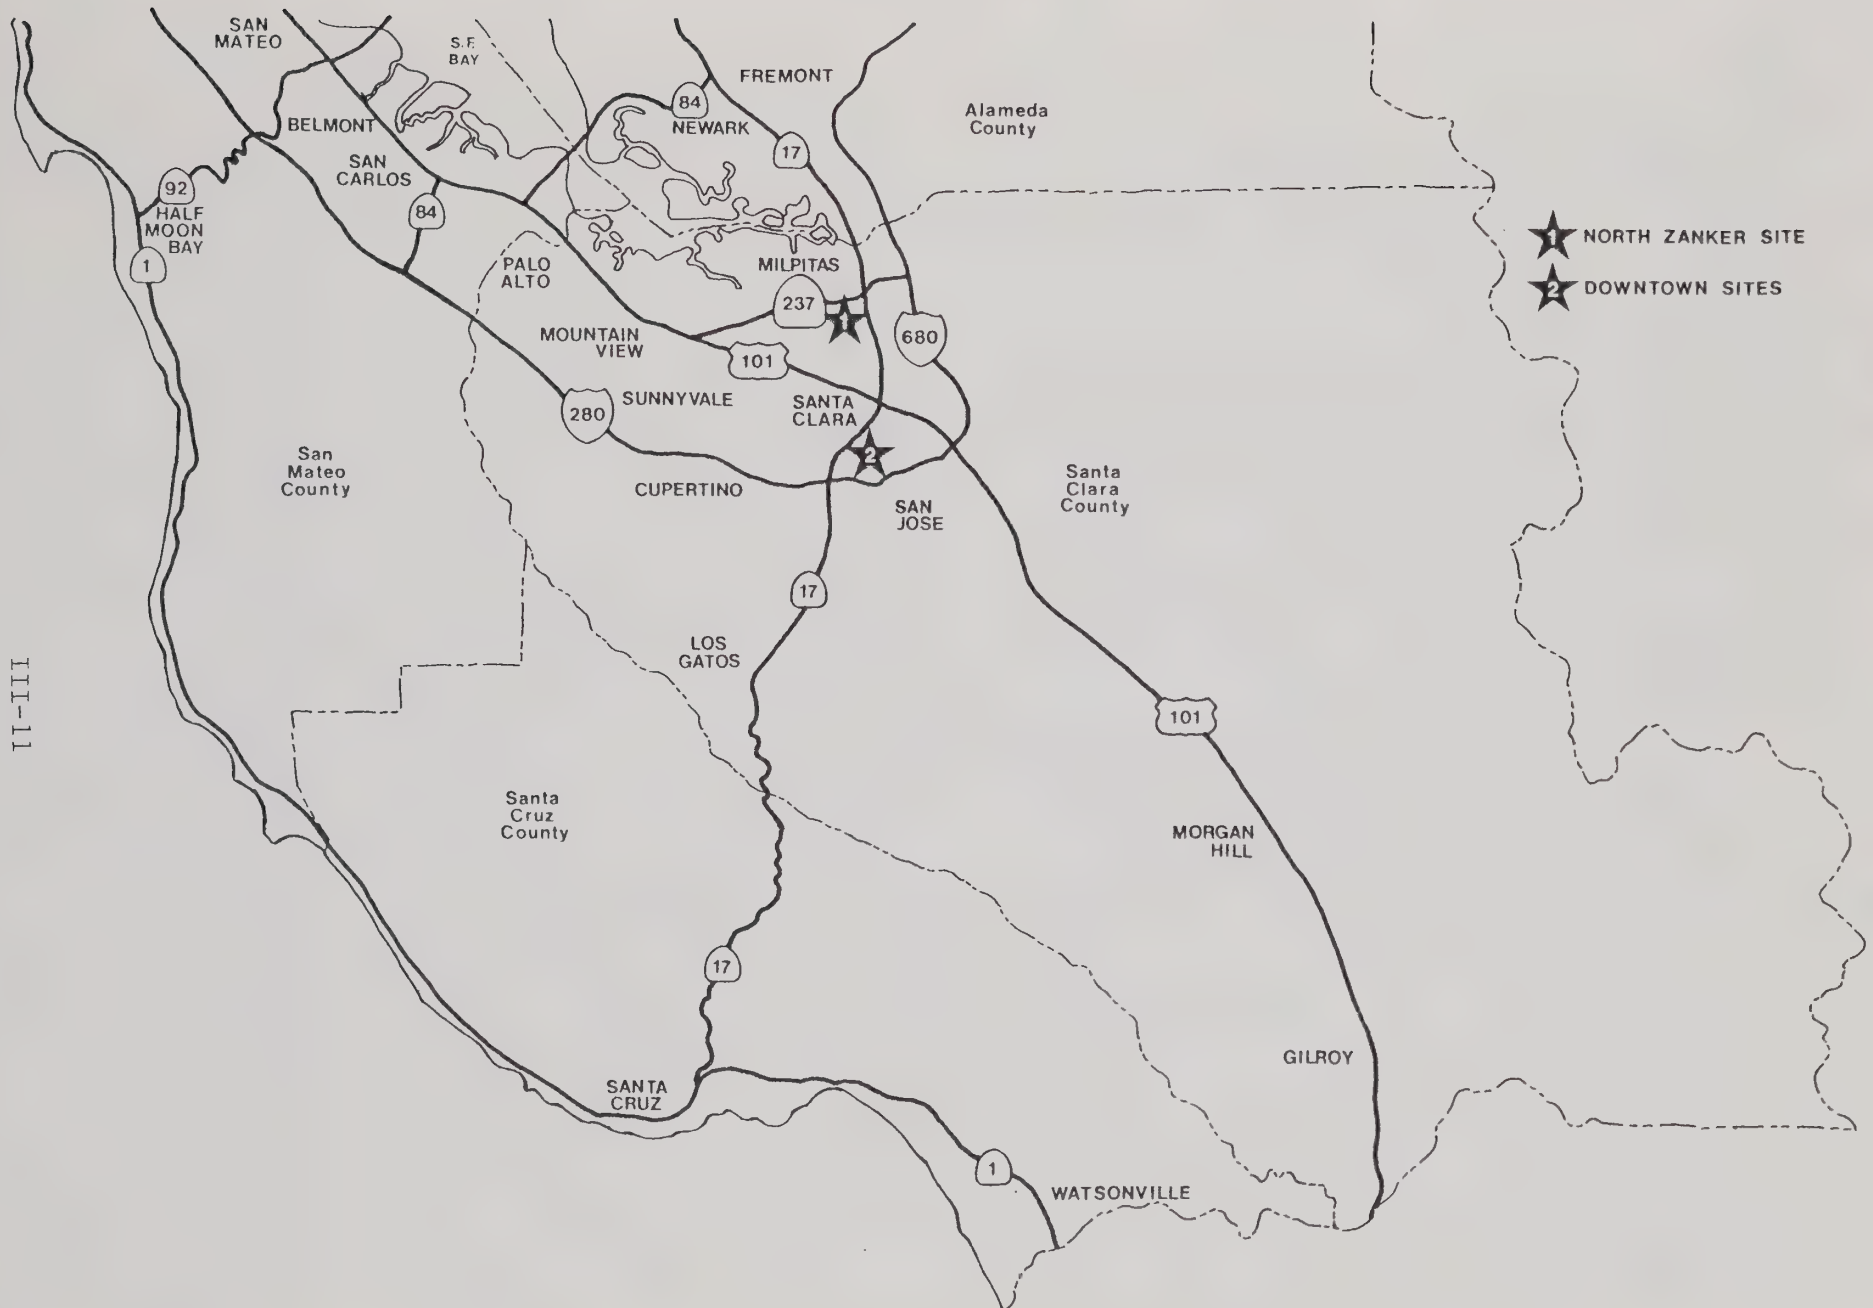 SAN
MATEO
S.F.
BAY
FREMONT
84
NEWARK
Alameda
County
BELMONT
17
SAN
CARLOS
92
84
HALF
MOON
BAY
1
PALO
ALTO
MILPITAS
237
1
1 NORTH ZANKER SITE
2 DOWNTOWN SITES
MOUNTAIN
VIEW
101
680
280
SUNNYVALE
SANTA
CLARA
2
San
Mateo
County
CUPERTINO
SAN
JOSE
Santa
Clara
County
17
LOS
GATOS
III-11
101
Santa
Cruz
County
MORGAN
HILL
17
GILROY
SANTA
CRUZ
1
WATSONVILLE